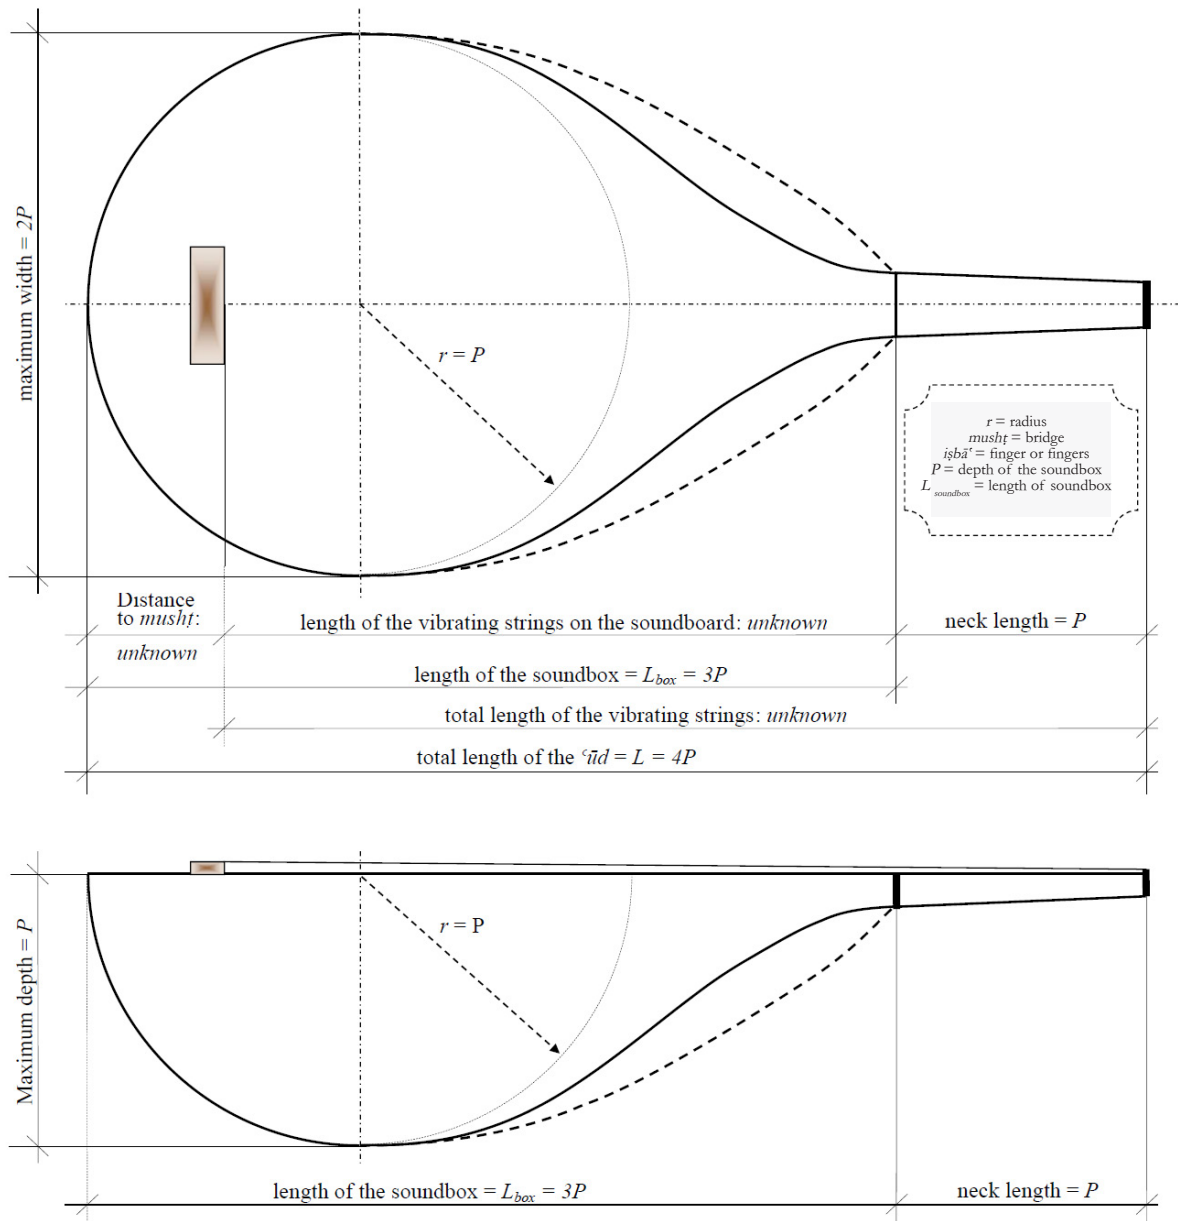 maximum width = 2P
r = P
r = radius
mushṭ = bridge
iṣbāʿ = finger or fingers
P = depth of the soundbox
L soundbox = length of soundbox
Distance
to mushṭ:
unknown
length of the vibrating strings on the soundboard: unknown
neck length = P
length of the soundbox = Lbox = 3P
total length of the vibrating strings: unknown
total length of the ʿūd = L = 4P
Maximum depth = P
r = P
length of the soundbox = Lbox = 3P
neck length = P